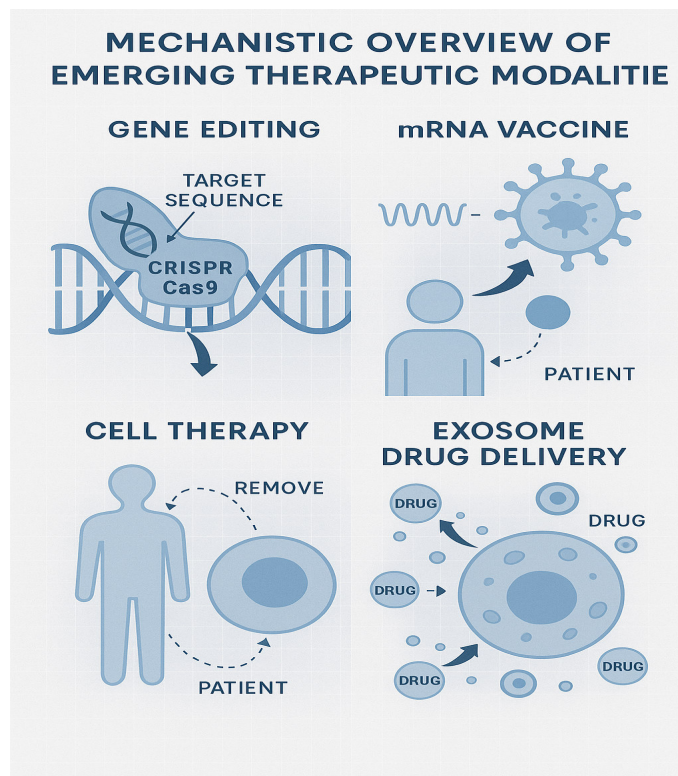 MECHANISTIC OVERVIEW OF
EMERGING THERAPEUTIC MODALITIE
GENE EDITING
TARGET
SEQUENCE
CRISPR
Cas9
mRNA VACCINE
PATIENT
CELL THERAPY
REMOVE
PATIENT
EXOSOME
DRUG DELIVERY
DRUG
DRUG
DRUG
DRUG
DRUG